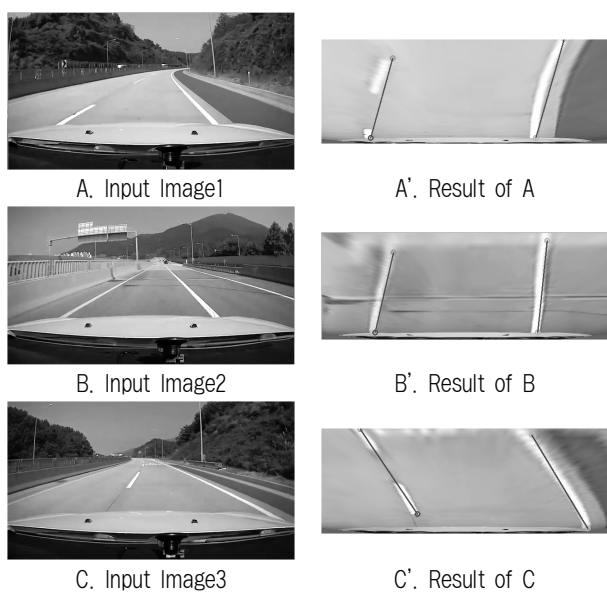 A. Input Image1
A'. Result of A
B. Input Image2
B'. Result of B
C. Input Image3
C'. Result of C